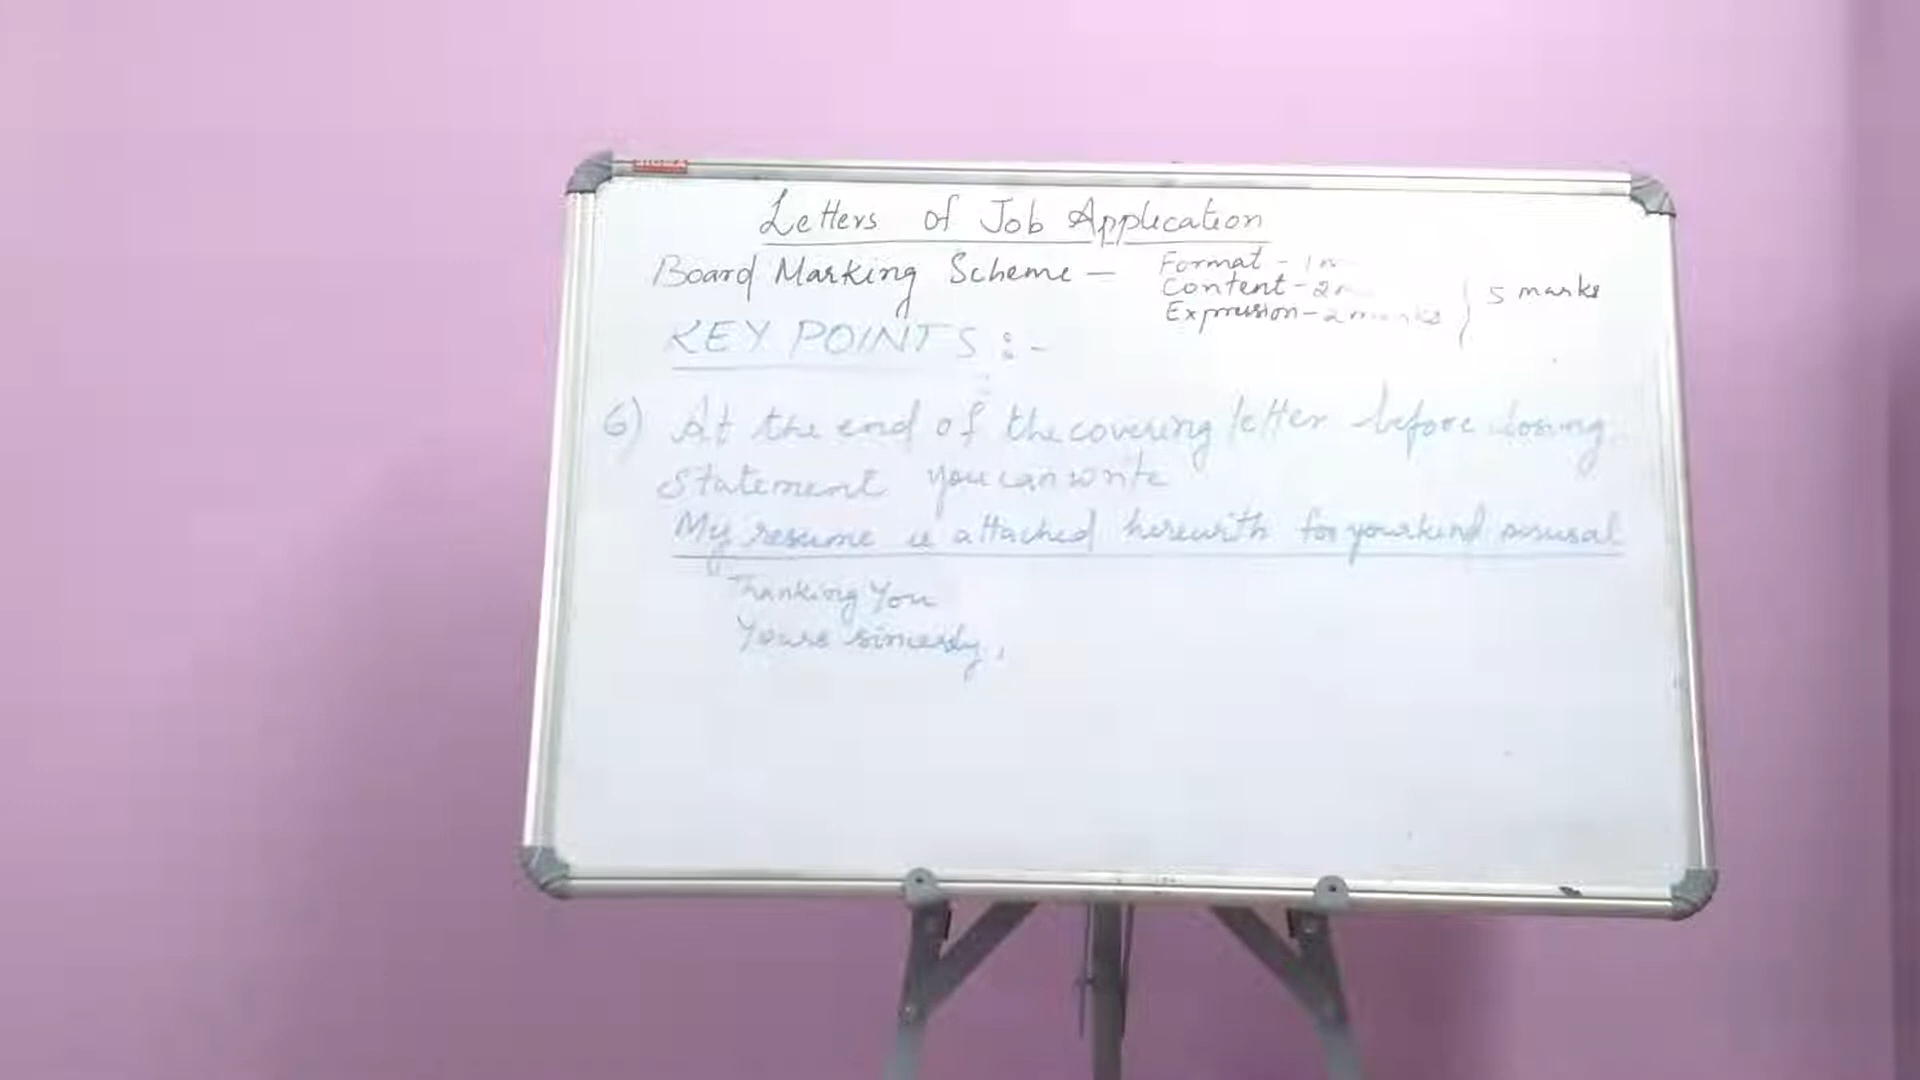 Letters of Job Application
Board Marking Scheme -
Format - 1 m
Content - 2 m
Expression - 2 marks
5 marks
KEY POINTS :-
6) At the end of the covering letter before closing
Statement you can write
My resume is attached herewith for your kind perusal
Thanking You
Yours sincerely,